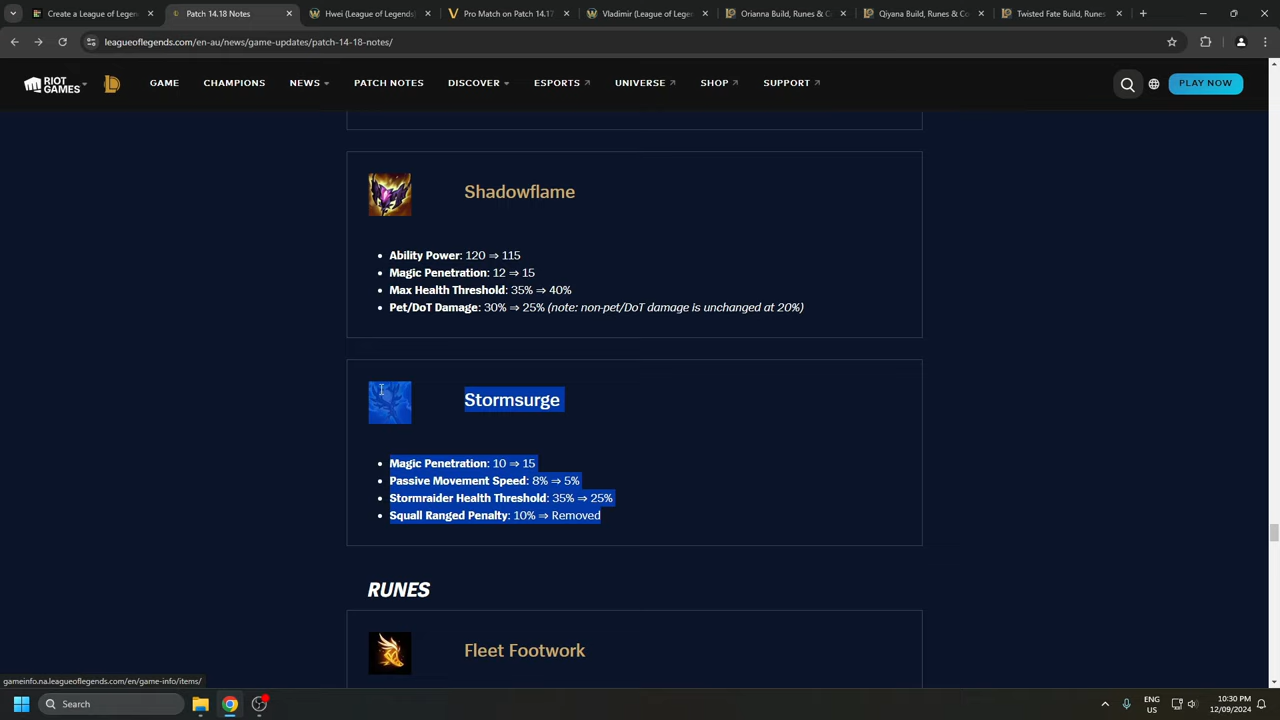 Create a League of Legends
Patch 14.18 Notes
Hwei (League of Legends)
Pro Match on Patch 14.17
Vladimir (League of Legends
Orianna Build, Runes & C
Qiyana Build, Runes & Co
Twisted Fate Build, Runes
leagueoflegends.com/en-au/news/game-updates/patch-14-18-notes/
RIOT GAMES GAME CHAMPIONS NEWS PATCH NOTES DISCOVER ESPORTS UNIVERSE SHOP SUPPORT PLAY NOW
Shadowflame
Ability Power: 120 ⇒ 115
Magic Penetration: 12 ⇒ 15
Max Health Threshold: 35% ⇒ 40%
Pet/DoT Damage: 30% ⇒ 25% (note: non-pet/DoT damage is unchanged at 20%)
Stormsurge
Magic Penetration: 10 ⇒ 15
Passive Movement Speed: 8% ⇒ 5%
Stormraider Health Threshold: 35% ⇒ 25%
Squall Ranged Penalty: 10% ⇒ Removed
RUNES
Fleet Footwork
gameinfo.na.leagueoflegends.com/en/game-info/items/
Search
ENG
US
10:30 PM
12/09/2024